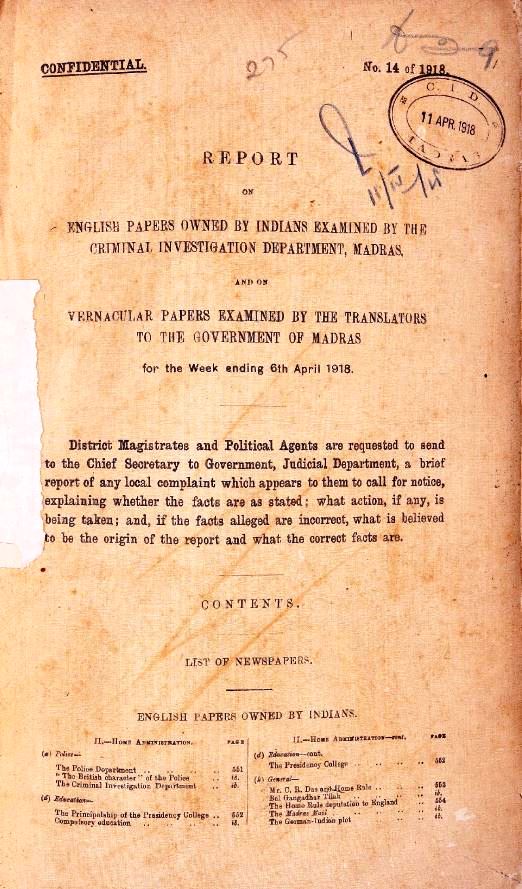 CONFIDENTIAL.
275
No. 14 of 1918.
C. I. D.
11 APR. 1918
MADRAS
11/IV/18
REPORT
ON
ENGLISH PAPERS OWNED BY INDIANS EXAMINED BY THE
CRIMINAL INVESTIGATION DEPARTMENT, MADRAS,
AND ON
VERNACULAR PAPERS EXAMINED BY THE TRANSLATORS
TO THE GOVERNMENT OF MADRAS
for the Week ending 6th April 1918.
District Magistrates and Political Agents are requested to send
to the Chief Secretary to Government, Judicial Department, a brief
report of any local complaint which appears to them to call for notice,
explaining whether the facts are as stated; what action, if any, is
being taken; and, if the facts alleged are incorrect, what is believed
to be the origin of the report and what the correct facts are.
CONTENTS.
LIST OF NEWSPAPERS.
ENGLISH PAPERS OWNED BY INDIANS.
II.—HOME ADMINISTRATION. PAGE
(a) Police—
The Police Department .. 551
"The British character" of the Police ib.
The Criminal Investigation Department .. ib.
(d) Education—
The Principalship of the Presidency College .. 552
Compulsory education .. ib.
II.—HOME ADMINISTRATION—cont. PAGE
(d) Education—cont.
The Presidency College .. 552
(k) General—
Mr. C. R. Das and Home Rule .. 553
Bal Gangadhar Tilak ib.
The Home Rule deputation to England .. 554
The Madras Mail .. ib.
The German-Indian plot ib.